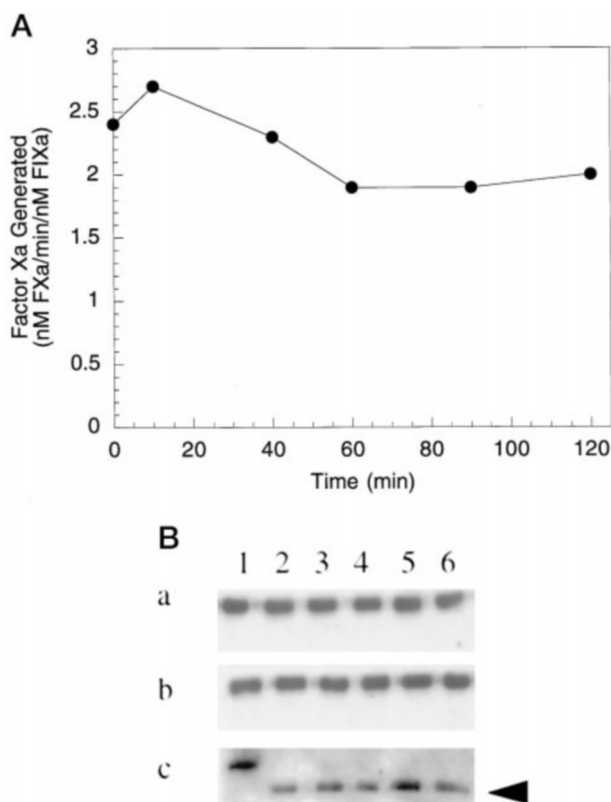 A
3
2.5
2
1.5
1
0.5
0
Factor Xa Generated
(nM FXa/min/nM FIXa)
0 20 40 60 80 100 120
Time (min)
B
1 2 3 4 5 6
a
b
c